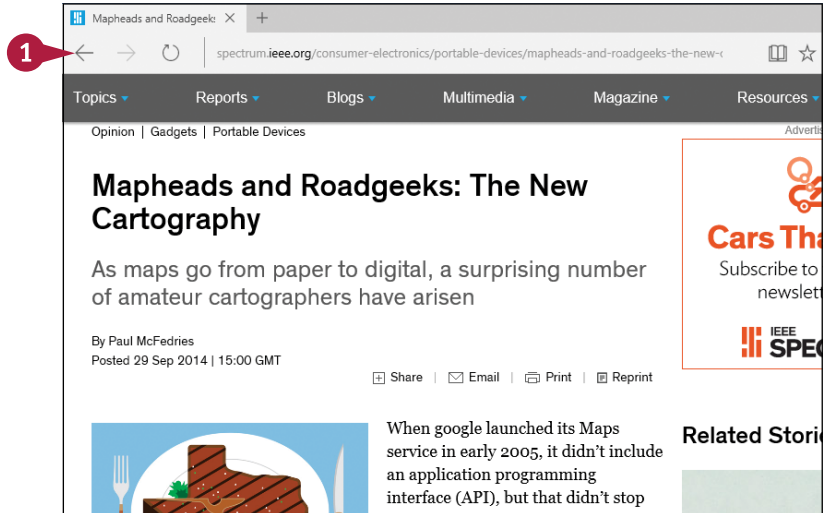 Mapheads and Roadgeek
1
spectrum.ieee.org/consumer-electronics/portable-devices/mapheads-and-roadgeeks-the-new-
Topics Reports Blogs Multimedia Magazine Resources
Opinion | Gadgets | Portable Devices
Adverti
Mapheads and Roadgeeks: The New
Cartography
As maps go from paper to digital, a surprising number
of amateur cartographers have arisen
By Paul McFedries
Posted 29 Sep 2014 | 15:00 GMT
Share | Email | Print | Reprint
Cars Tha
Subscribe to
newslett
IEEE
SPEC
When google launched its Maps
service in early 2005, it didn’t include
an application programming
interface (API), but that didn’t stop
Related Storie